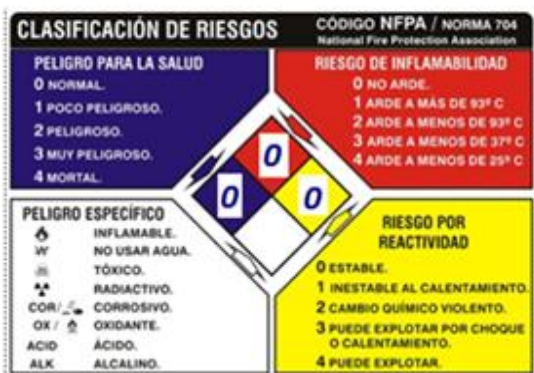 CLASIFICACIÓN DE RIESGOS
CÓDIGO NFPA / NORMA 704
National Fire Protection Association
PELIGRO PARA LA SALUD
0 NORMAL.
1 POCO PELIGROSO.
2 PELIGROSO.
3 MUY PELIGROSO.
4 MORTAL.
RIESGO DE INFLAMABILIDAD
0 NO ARDE.
1 ARDE A MÁS DE 93º C
2 ARDE A MENOS DE 93º C
3 ARDE A MENOS DE 37º C
4 ARDE A MENOS DE 25º C
0
0
0
PELIGRO ESPECÍFICO
INFLAMABLE.
W NO USAR AGUA.
TÓXICO.
RADIACTIVO.
COR/ CORROSIVO.
OX / OXIDANTE.
ACID ÁCIDO.
ALK ALCALINO.
RIESGO POR
REACTIVIDAD
0 ESTABLE.
1 INESTABLE AL CALENTAMIENTO.
2 CAMBIO QUÍMICO VIOLENTO.
3 PUEDE EXPLOTAR POR CHOQUE
O CALENTAMIENTO.
4 PUEDE EXPLOTAR.